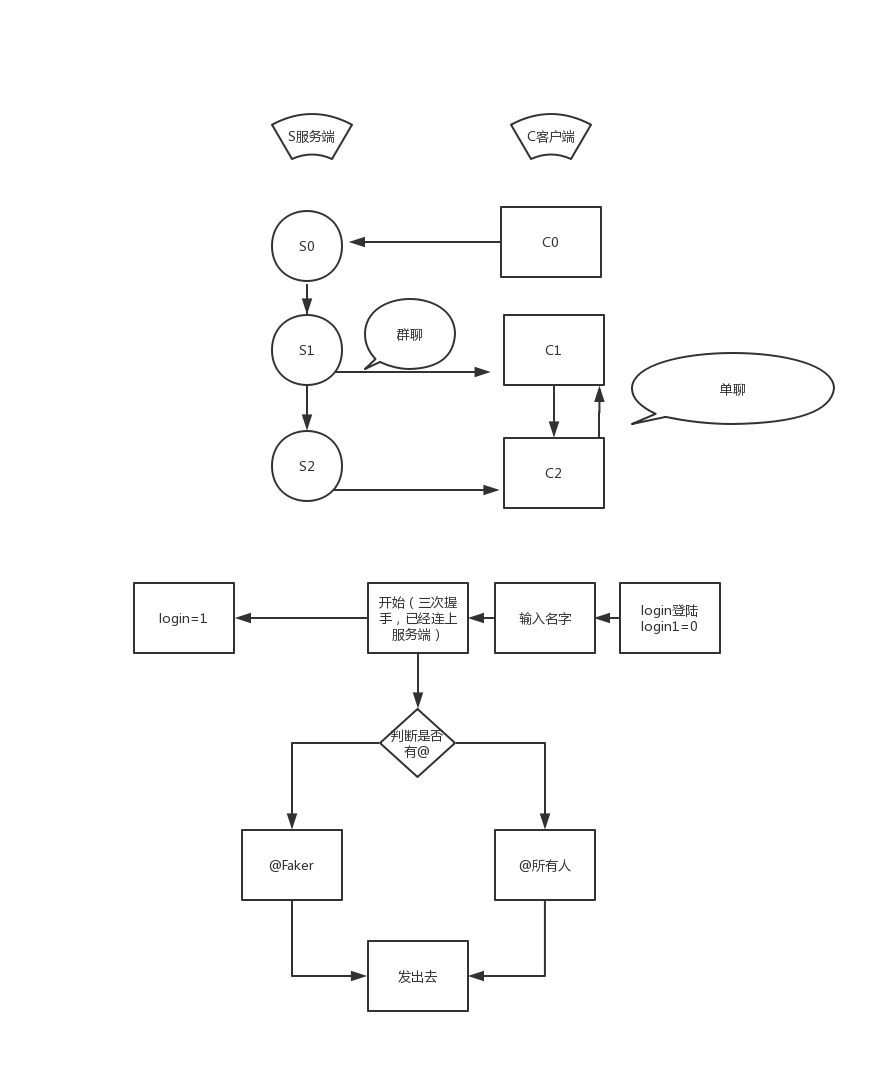 S服务端
C客户端
S0
C0
群聊
S1
C1
单聊
S2
C2
login=1
开始（三次握
手，已经连上
服务端）
输入名字
login登陆
login1=0
判断是否
有@
@Faker
@所有人
发出去